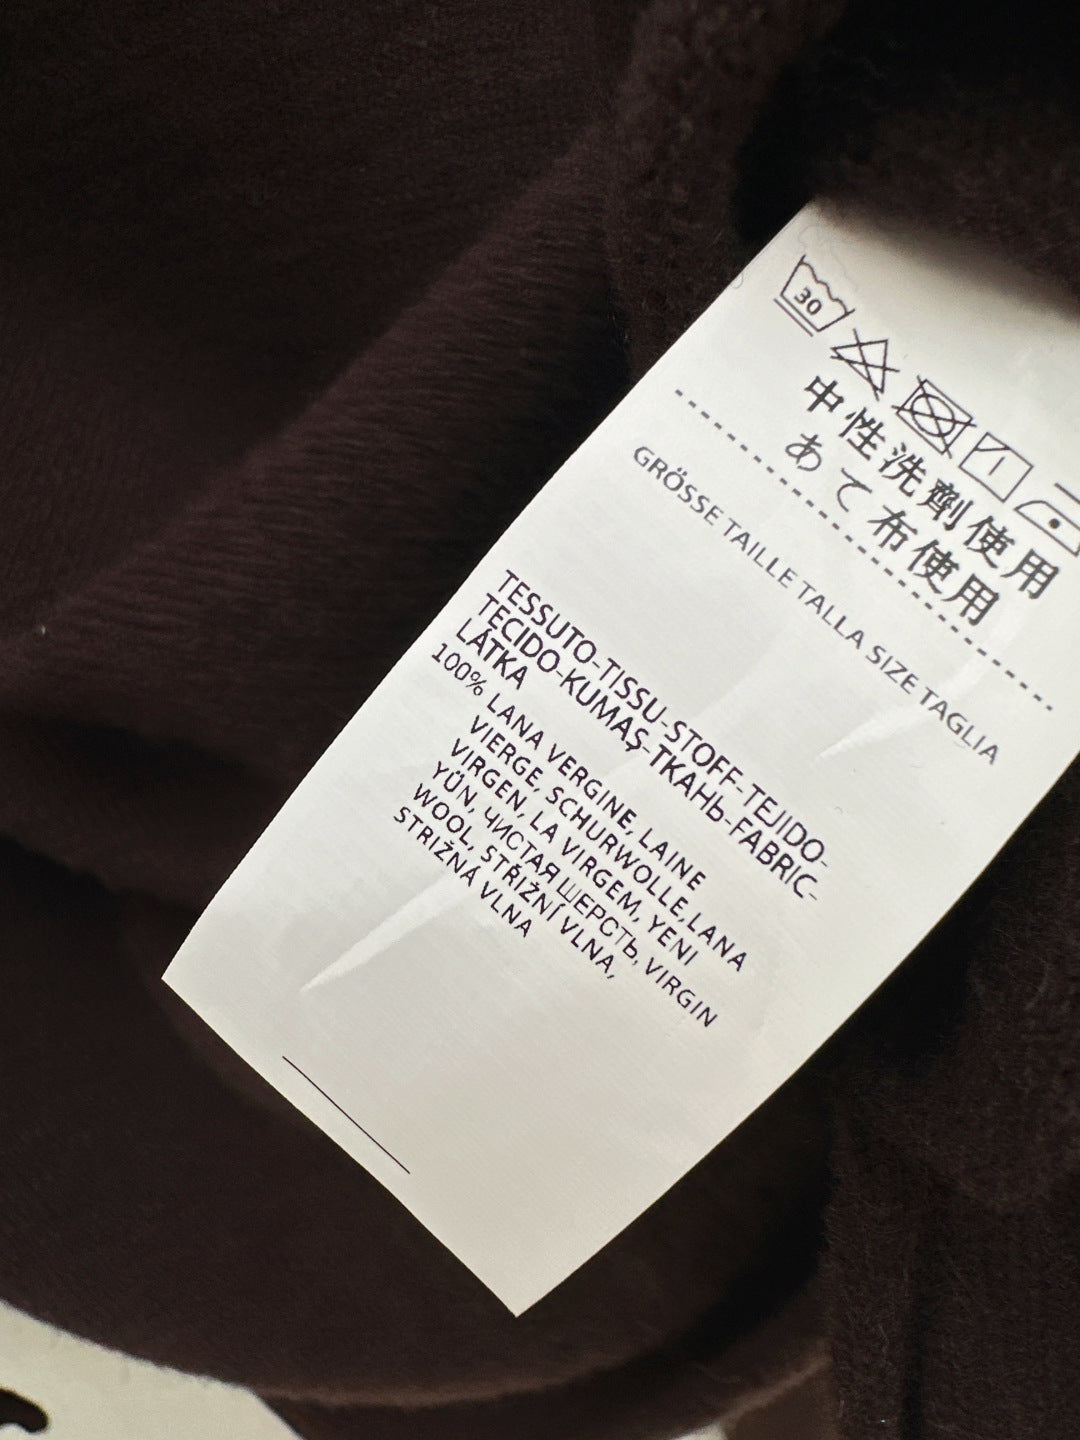 30
中性洗劑使用
あて布使用
GRÖSSE TAILLE TALLA SIZE TAGLIA
TESSUTO-TISSU-STOFF-TEJIDO-
TECIDO-KUMAŞ-ТКАНЬ-FABRIC-
LÁTKA
100% LANA VERGINE, LAINE
VIERGE, SCHURWOLLE, LANA
VIRGEN, LA VIRGEM, YENI
YÜN, ЧИСТАЯ ШЕРСТЬ, VIRGIN
WOOL, STŘIŽNÍ VLNA,
STRIŽNÁ VLNA